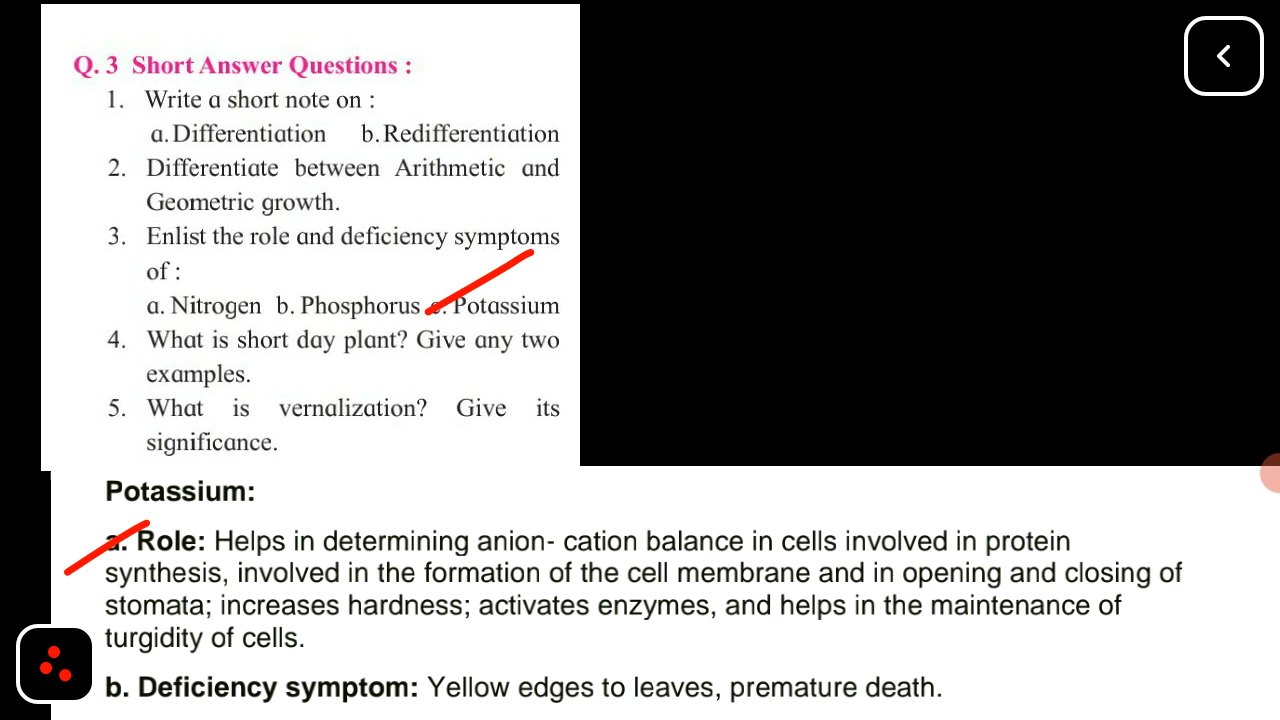 Q. 3 Short Answer Questions :
1. Write a short note on :
a. Differentiation b. Redifferentiation
2. Differentiate between Arithmetic and
Geometric growth.
3. Enlist the role and deficiency symptoms
of :
a. Nitrogen b. Phosphorus c. Potassium
4. What is short day plant? Give any two
examples.
5. What is vernalization? Give its
significance.
Potassium:
a. Role: Helps in determining anion- cation balance in cells involved in protein
synthesis, involved in the formation of the cell membrane and in opening and closing of
stomata; increases hardness; activates enzymes, and helps in the maintenance of
turgidity of cells.
b. Deficiency symptom: Yellow edges to leaves, premature death.